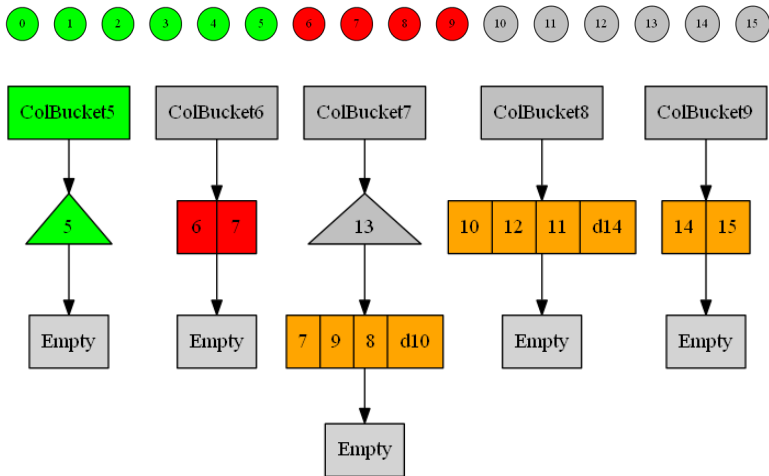 0 1 2 3 4 5 6 7 8 9 10 11 12 13 14 15
ColBucket5 ColBucket6 ColBucket7 ColBucket8 ColBucket9
5 6 7 13 10 12 11 d14 14 15
Empty Empty 7 9 8 d10 Empty Empty
Empty